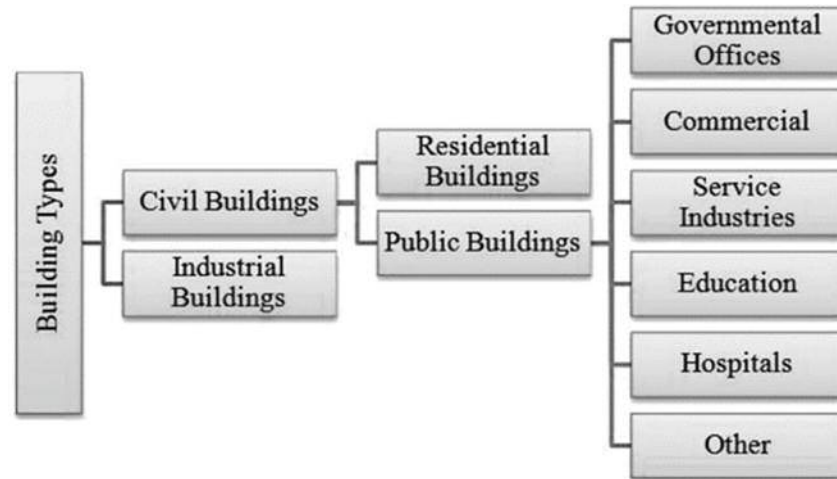 Building Types
Civil Buildings
Industrial
Buildings
Residential
Buildings
Public Buildings
Governmental
Offices
Commercial
Service
Industries
Education
Hospitals
Other